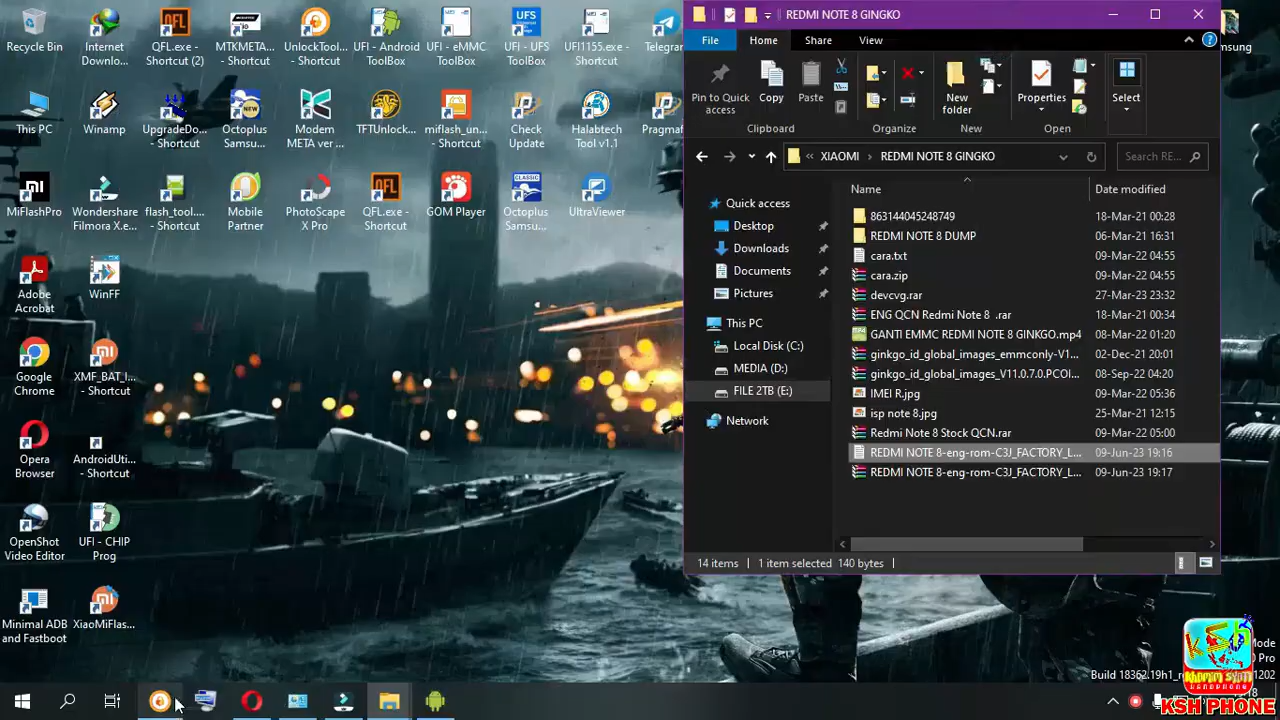 Recycle Bin
Internet
Downlo...
QFL.exe -
Shortcut (2)
MTKMETA...
- Shortcut
UnlockTool...
- Shortcut
UFI - Android
ToolBox
UFI - eMMC
ToolBox
UFS
UFI - UFS
ToolBox
UFI1155.exe -
Shortcut
Telegram
This PC
Winamp
UpgradeDo...
- Shortcut
NEW
Octoplus
Samsu...
Modem
META ver ...
TFTUnlock...
miflash_un...
- Shortcut
Check
Update
Halabtech
Tool v1.1
Pragma
MiFlashPro
Wondershare
Filmora X.e...
flash_tool....
- Shortcut
Mobile
Partner
PhotoScape
X Pro
QFL.exe -
Shortcut
GOM Player
CLASSIC
Octoplus
Samsu...
UltraViewer
Adobe
Acrobat
WinFF
Google
Chrome
XMF_BAT_I...
- Shortcut
Opera
Browser
AndroidUti...
- Shortcut
OpenShot
Video Editor
UFI - CHIP
Prog
Minimal ADB
and Fastboot
XiaoMiFlas...
REDMI NOTE 8 GINGKO
File
Home
Share
View
Pin to Quick
access
Copy
Paste
New
folder
Properties
Select
Clipboard
Organize
New
Open
XIAOMI
REDMI NOTE 8 GINGKO
Search RE...
Quick access
Desktop
Downloads
Documents
Pictures
This PC
Local Disk (C:)
MEDIA (D:)
FILE 2TB (E:)
Network
Name Date modified
863144045248749 18-Mar-21 00:28
REDMI NOTE 8 DUMP 06-Mar-21 16:31
cara.txt 09-Mar-22 04:55
cara.zip 09-Mar-22 04:55
devcvg.rar 27-Mar-23 23:32
ENG QCN Redmi Note 8 .rar 18-Mar-21 00:34
GANTI EMMC REDMI NOTE 8 GINKGO.mp4 08-Mar-21 01:20
ginkgo_id_global_images_emmconly-V1... 02-Dec-21 20:01
ginkgo_id_global_images_V11.0.7.0.PCOI... 08-Sep-22 04:20
IMEI R.jpg 09-Mar-22 05:36
isp note 8.jpg 25-Mar-21 12:15
Redmi Note 8 Stock QCN.rar 09-Mar-22 05:00
REDMI NOTE 8-eng-rom-C3J_FACTORY_L... 09-Jun-23 19:16
REDMI NOTE 8-eng-rom-C3J_FACTORY_L... 09-Jun-23 19:17
14 items 1 item selected 140 bytes
KSH PHONE